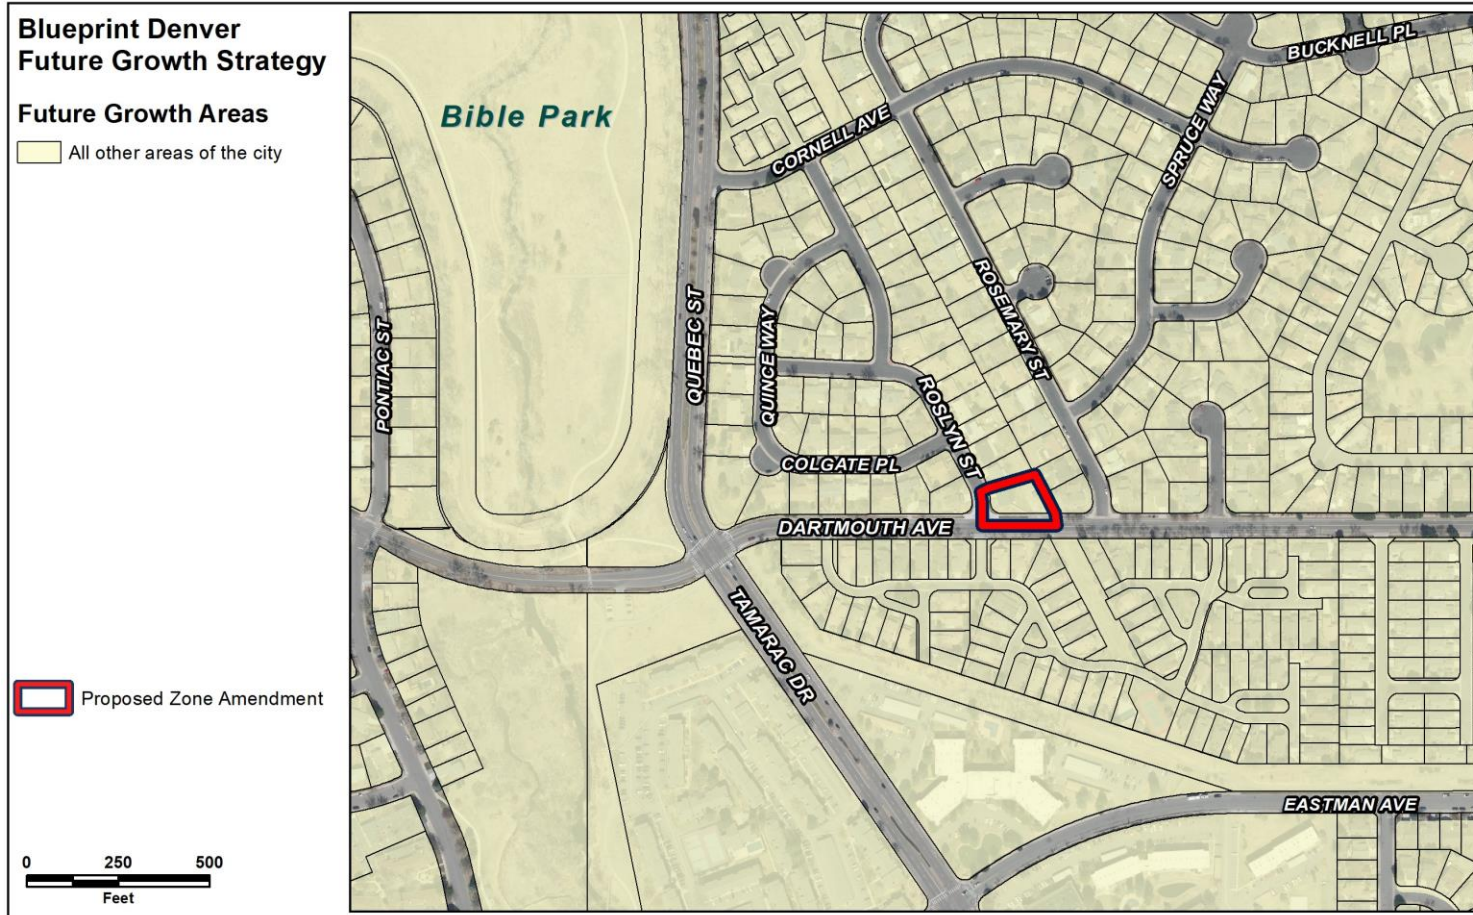 Blueprint Denver
Future Growth Strategy
Future Growth Areas
All other areas of the city
Proposed Zone Amendment
0 250 500
Feet
Bible Park
BUCKNELL PL
CORNELL AVE
SPRUCE WAY
PONTIAC ST
QUEBEC ST
QUINCE WAY
ROSEMARY ST
ROSLYN ST
COLGATE PL
DARTMOUTH AVE
TAMARAC DR
EASTMAN AVE